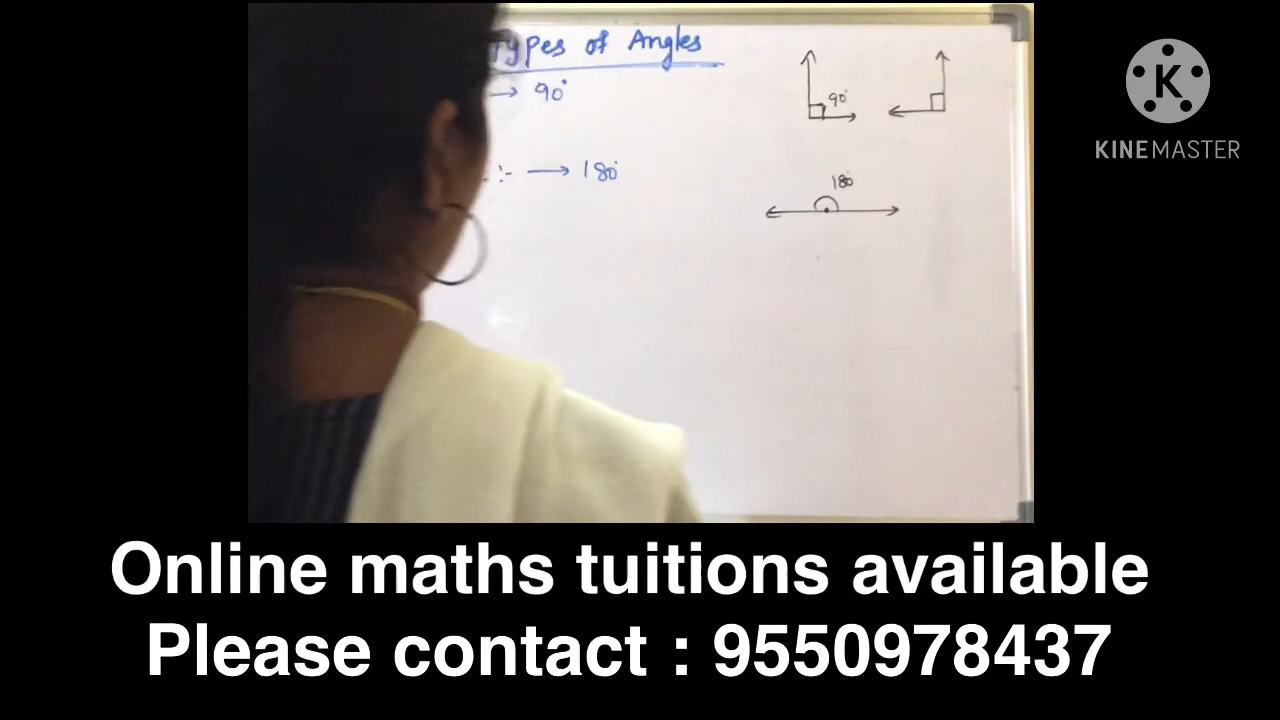 Types of Angles
→ 90°
90°
:- → 180°
180°
K
KINEMASTER
Online maths tuitions available
Please contact : 9550978437